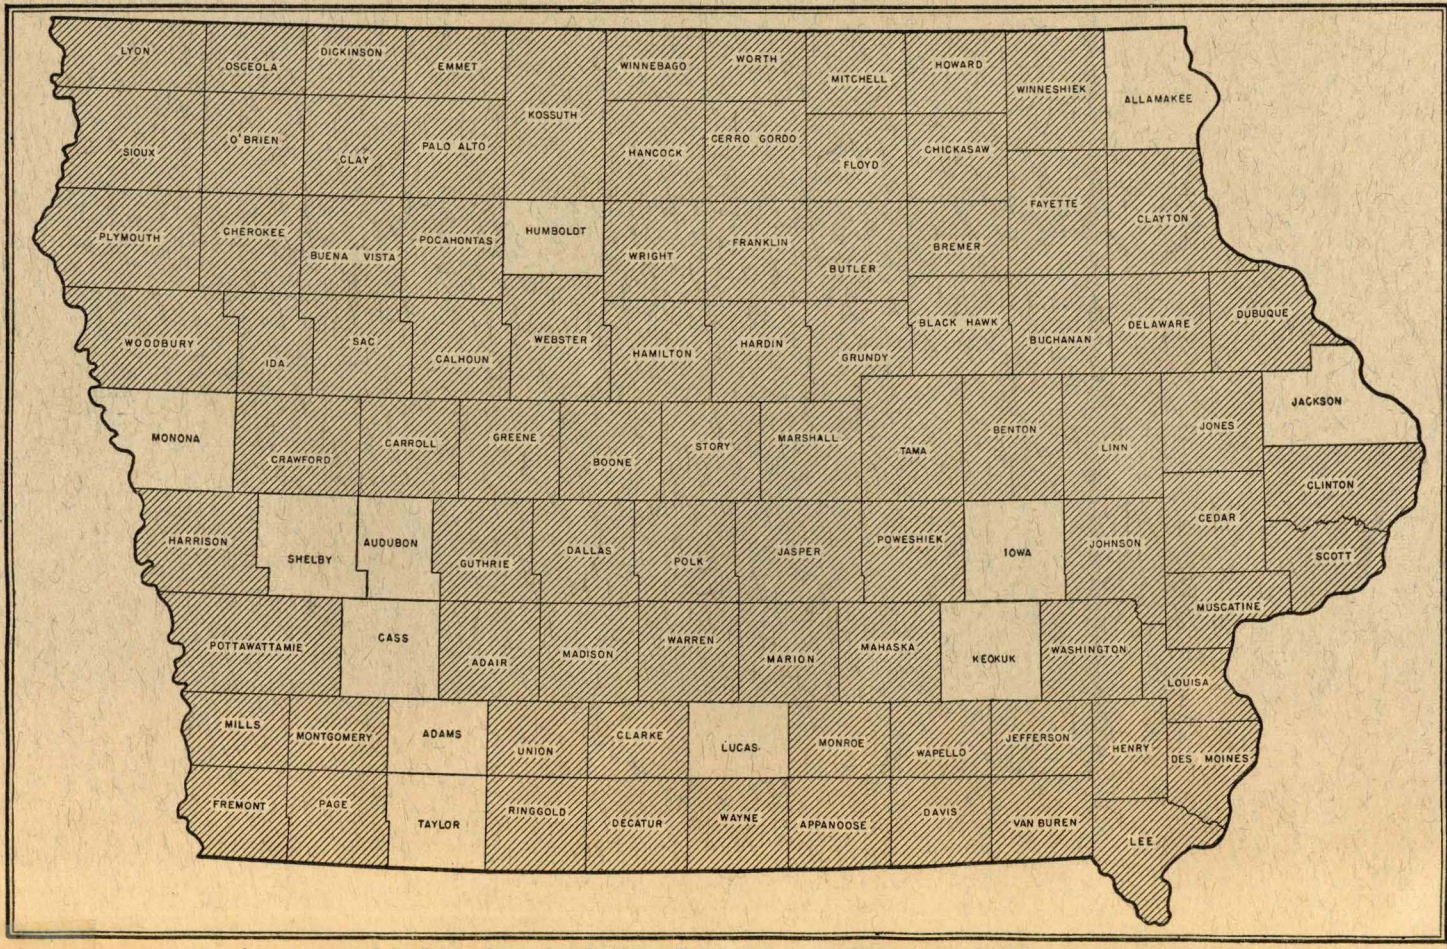 LYON
OSCEOLA
DICKINSON
EMMET
KOSSUTH
WINNEBAGO
WORTH
MITCHELL
HOWARD
WINNESHIEK
ALLAMAKEE
SIOUX
O'BRIEN
CLAY
PALO ALTO
HANCOCK
CERRO GORDO
FLOYD
CHICKASAW
FAYETTE
CLAYTON
PLYMOUTH
CHEROKEE
BUENA VISTA
POCAHONTAS
HUMBOLDT
WRIGHT
FRANKLIN
BUTLER
BREMER
WOODBURY
IDA
SAC
CALHOUN
WEBSTER
HAMILTON
HARDIN
GRUNDY
BLACK HAWK
BUCHANAN
DELAWARE
DUBUQUE
MONONA
CRAWFORD
CARROLL
GREENE
BOONE
STORY
MARSHALL
TAMA
BENTON
LINN
JONES
JACKSON
HARRISON
SHELBY
AUDUBON
GUTHRIE
DALLAS
POLK
JASPER
POWESHIEK
IOWA
JOHNSON
CEDAR
CLINTON
SCOTT
POTTAWATTAMIE
CASS
ADAIR
MADISON
WARREN
MARION
MAHASKA
KEOKUK
WASHINGTON
MUSCATINE
LOUISA
MILLS
MONTGOMERY
ADAMS
UNION
CLARKE
LUCAS
MONROE
WAPELLO
JEFFERSON
HENRY
DES MOINES
FREMONT
PAGE
TAYLOR
RINGGOLD
DECATUR
WAYNE
APPANOOSE
DAVIS
VAN BUREN
LEE